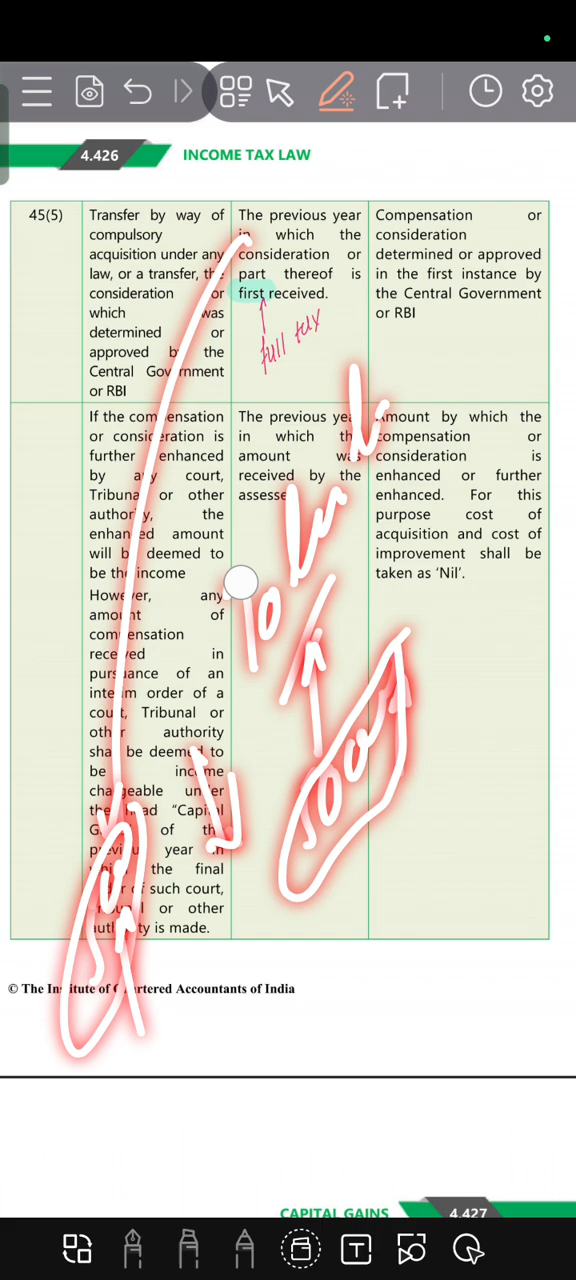 4.426 INCOME TAX LAW
45(5)
Transfer by way of
compulsory
acquisition under any
law, or a transfer, the
consideration for
which was
determined or
approved by the
Central Government
or RBI
The previous year
in which the
consideration or
part thereof is
first received.
full tax
Compensation or
consideration
determined or approved
in the first instance by
the Central Government
or RBI
If the compensation
or consideration is
further enhanced
by any court,
Tribunal or other
authority, the
enhanced amount
will be deemed to
be the income
However, any
amount of
compensation
received in
pursuance of an
interim order of a
court, Tribunal or
other authority
shall be deemed to
be income
chargeable under
the head “Capital
of the
previous year in
which the final
order of such court,
Tribunal or other
authority is made.
The previous year
in which the
amount was
received by the
assessee
Amount by which the
compensation or
consideration is
enhanced or further
enhanced. For this
purpose cost of
acquisition and cost of
improvement shall be
taken as ‘Nil’.
10
© The Institute of Chartered Accountants of India
CAPITAL GAINS 4.427
T